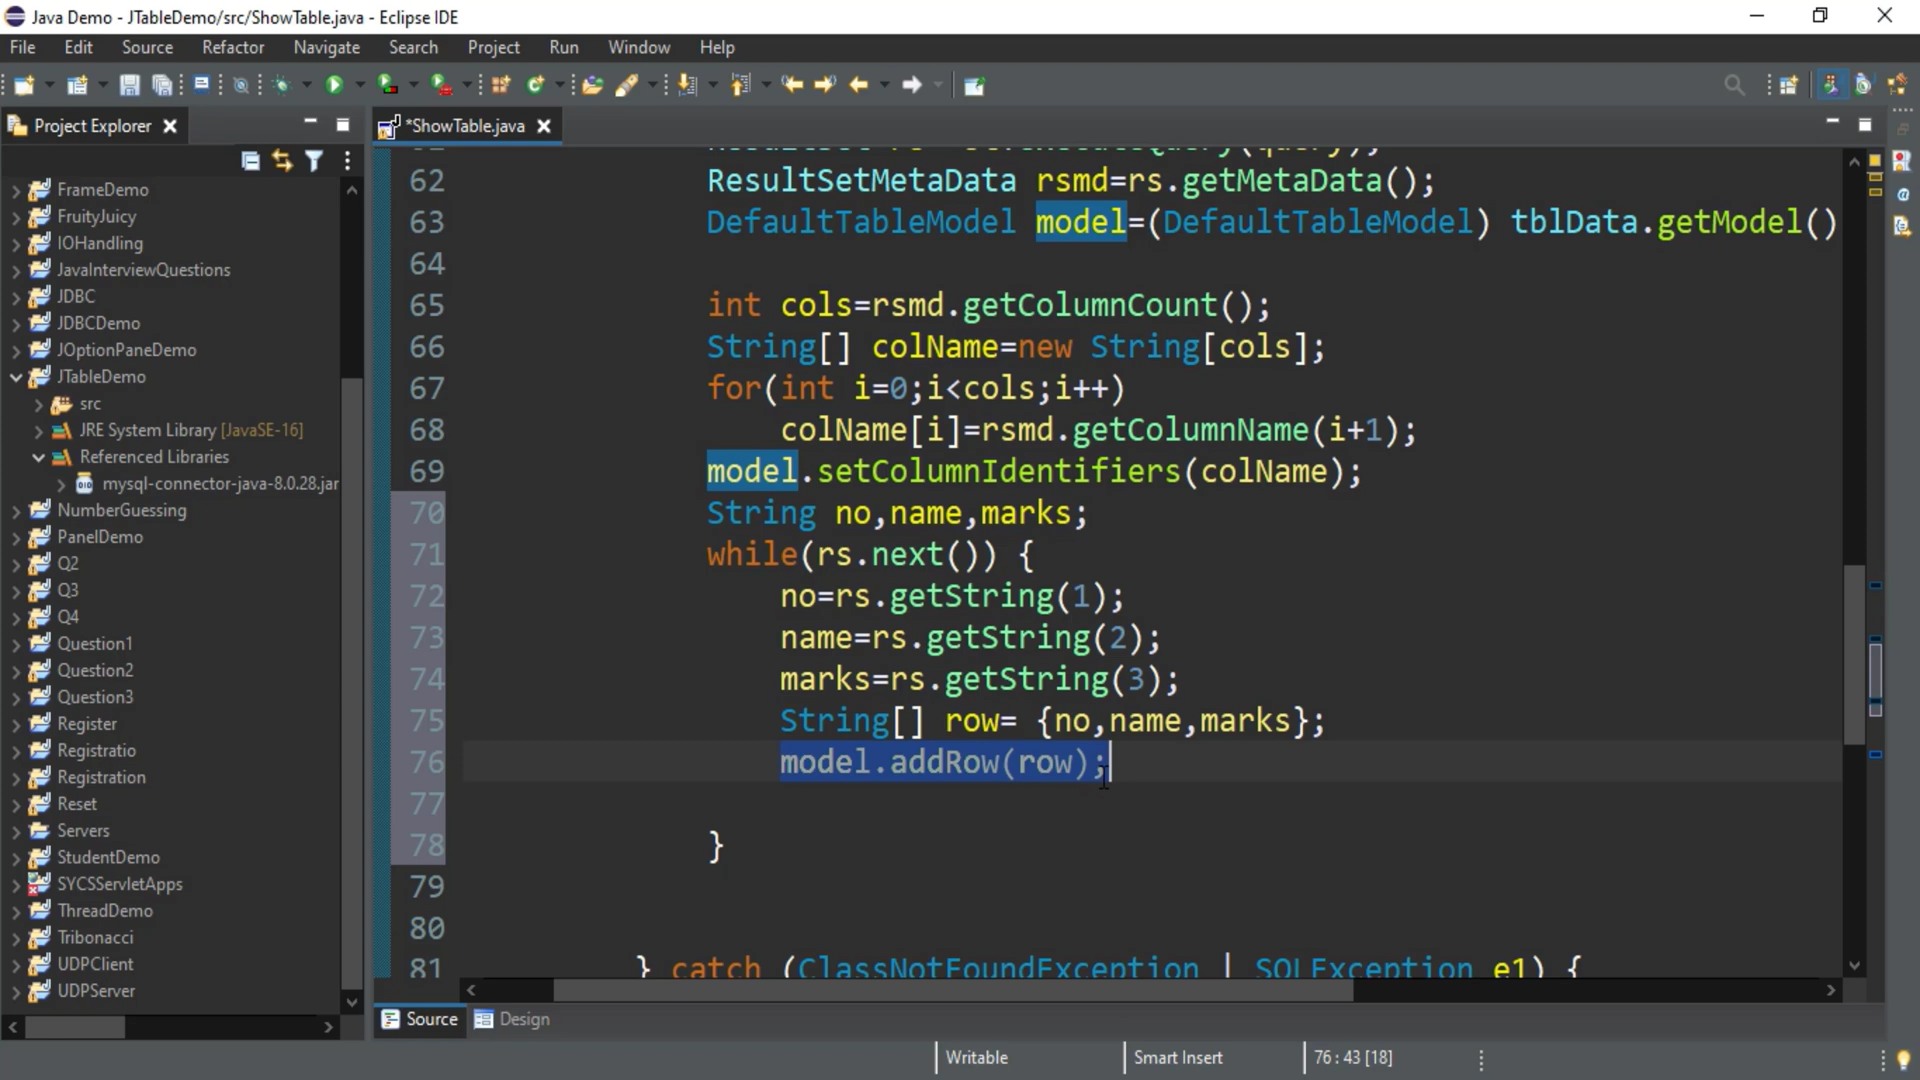 Java Demo - JTableDemo/src/ShowTable.java - Eclipse IDE
File Edit Source Refactor Navigate Search Project Run Window Help
Project Explorer
*ShowTable.java
FrameDemo
FruityJuicy
IOHandling
JavaInterviewQuestions
JDBC
JDBCDemo
JOptionPaneDemo
JTableDemo
src
JRE System Library [JavaSE-16]
Referenced Libraries
mysql-connector-java-8.0.28.jar
NumberGuessing
PanelDemo
Q2
Q3
Q4
Question1
Question2
Question3
Register
Registratio
Registration
Reset
Servers
StudentDemo
SYCSServletApps
ThreadDemo
Tribonacci
UDPClient
UDPServer
62 ResultSetMetaData rsmd=rs.getMetaData();
63 DefaultTableModel model=(DefaultTableModel) tblData.getModel()
64
65 int cols=rsmd.getColumnCount();
66 String[] colName=new String[cols];
67 for(int i=0;i<cols;i++)
68 colName[i]=rsmd.getColumnName(i+1);
69 model.setColumnIdentifiers(colName);
70 String no,name,marks;
71 while(rs.next()) {
72 no=rs.getString(1);
73 name=rs.getString(2);
74 marks=rs.getString(3);
75 String[] row= {no,name,marks};
76 model.addRow(row);
77
78 }
79
80
81 } catch (ClassNotFoundException | SQLException e1) {
Source Design
Writable Smart Insert 76 : 43 [18]